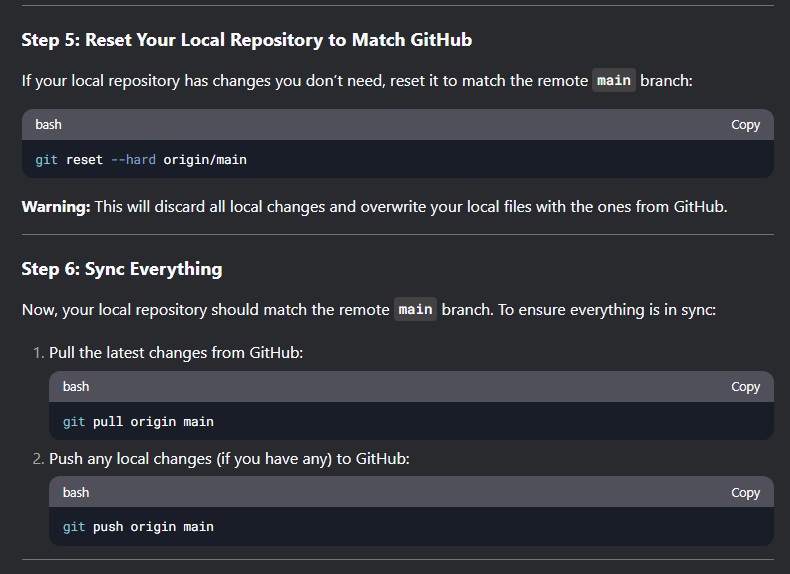 Step 5: Reset Your Local Repository to Match GitHub
If your local repository has changes you don’t need, reset it to match the remote main branch:
bash Copy
git reset --hard origin/main
Warning: This will discard all local changes and overwrite your local files with the ones from GitHub.
Step 6: Sync Everything
Now, your local repository should match the remote main branch. To ensure everything is in sync:
1. Pull the latest changes from GitHub:
bash Copy
git pull origin main
2. Push any local changes (if you have any) to GitHub:
bash Copy
git push origin main